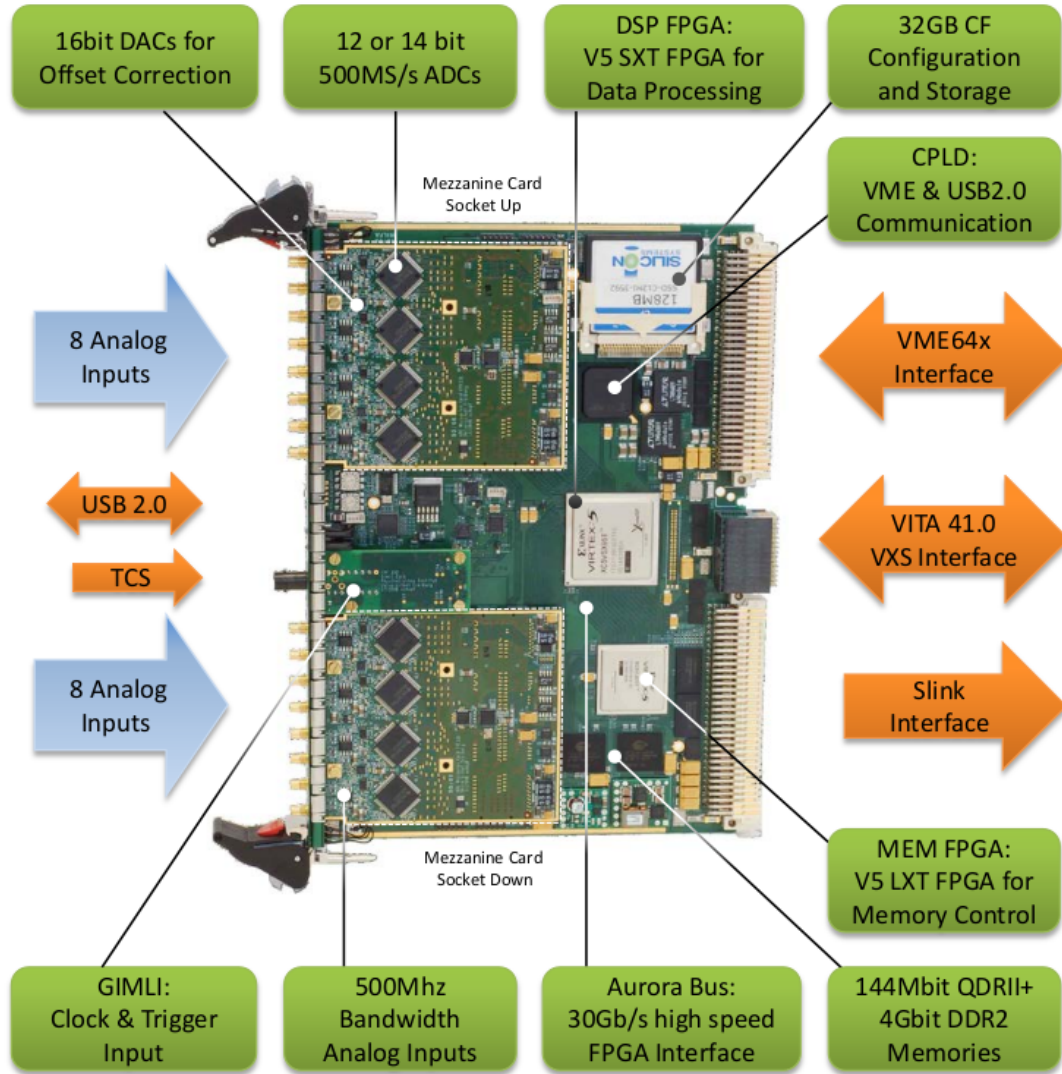 16bit DACs for
Offset Correction
12 or 14 bit
500MS/s ADCs
DSP FPGA:
V5 SXT FPGA for
Data Processing
32GB CF
Configuration
and Storage
CPLD:
VME & USB2.0
Communication
Mezzanine Card
Socket Up
SILICON
SYSTEMS
128MB
8 Analog
Inputs
VME64x
Interface
USB 2.0
TCS
XILINX
VIRTEX-5
VITA 41.0
VXS Interface
8 Analog
Inputs
Slink
Interface
Mezzanine Card
Socket Down
MEM FPGA:
V5 LXT FPGA for
Memory Control
GIMLI:
Clock & Trigger
Input
500Mhz
Bandwidth
Analog Inputs
Aurora Bus:
30Gb/s high speed
FPGA Interface
144Mbit QDRII+
4Gbit DDR2
Memories